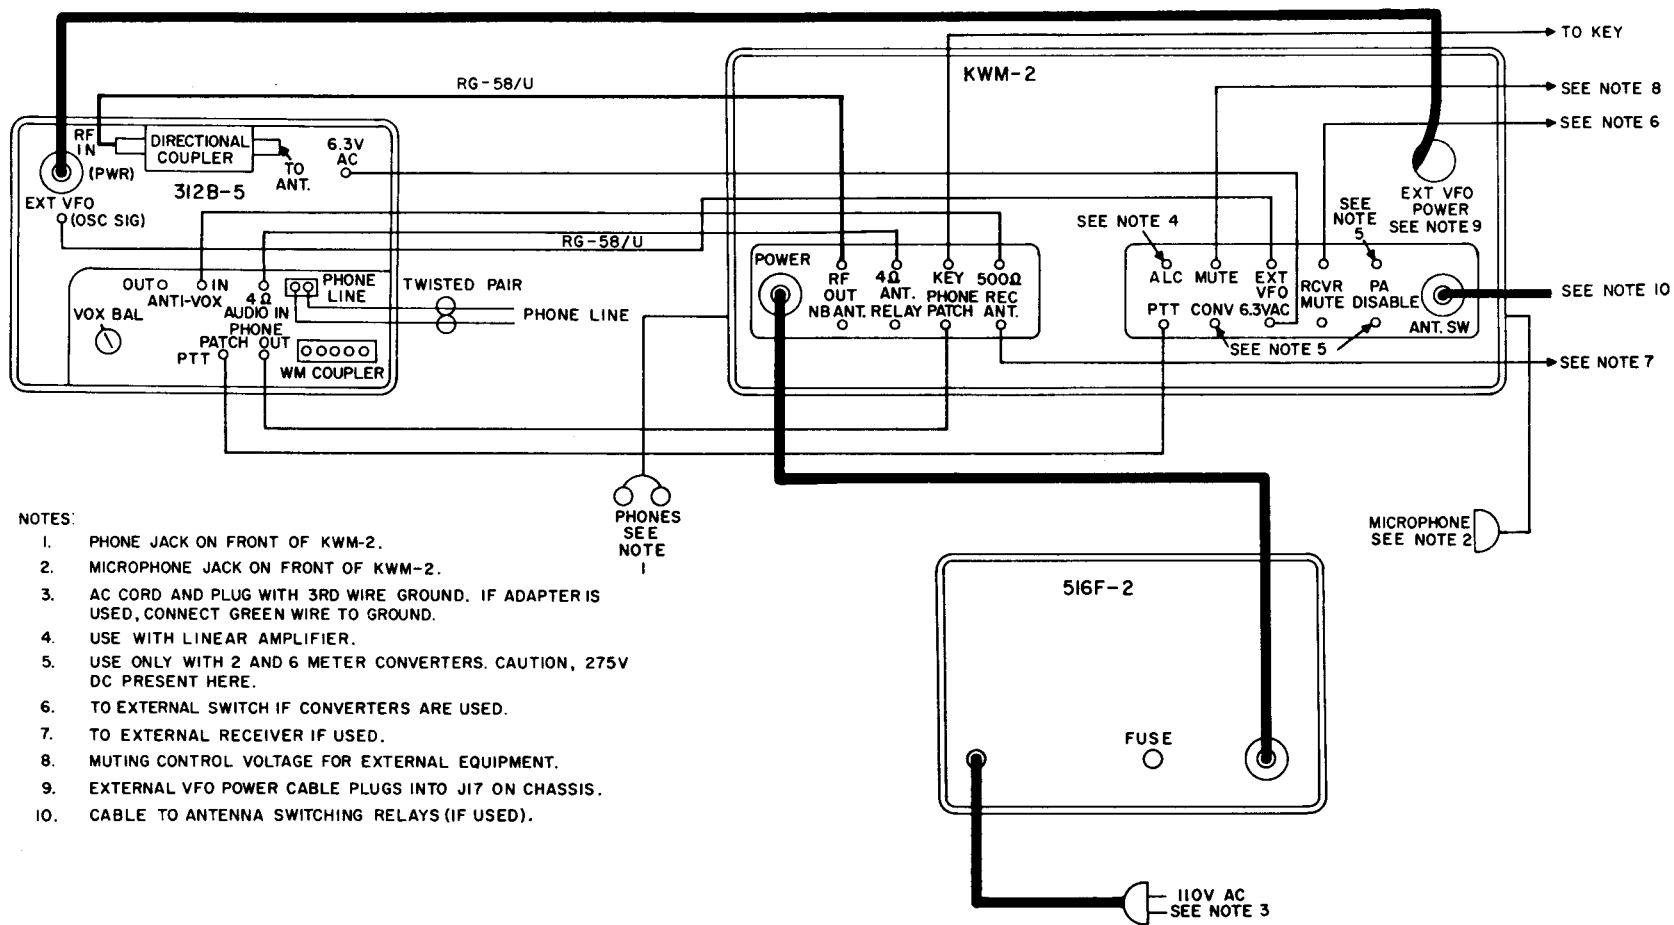 TO KEY
KWM-2
RG-58/U
SEE NOTE 8
SEE NOTE 6
RF IN
DIRECTIONAL
COUPLER
6.3V
AC
(PWR)
TO
ANT.
312B-5
EXT VFO
(OSC SIG)
EXT VFO
POWER
SEE NOTE 9
SEE
NOTE
5
SEE NOTE 4
RG-58/U
POWER
RF
OUT
4Ω
KEY
500Ω
ANT.
PHONE
REC
NB ANT.
RELAY
PATCH
ANT.
ALC
MUTE
EXT
VFO
RCVR
MUTE
PA
DISABLE
PTT
CONV
6.3VAC
ANT. SW
SEE NOTE 10
OUT
IN
ANTI-VOX
4Ω
AUDIO IN
PHONE
LINE
TWISTED PAIR
PHONE LINE
VOX BAL
PHONE
PATCH OUT
PTT
WM COUPLER
SEE NOTE 5
SEE NOTE 7
PHONES
SEE
NOTE
1
MICROPHONE
SEE NOTE 2
516F-2
FUSE
110V AC
SEE NOTE 3
NOTES:
1. PHONE JACK ON FRONT OF KWM-2.
2. MICROPHONE JACK ON FRONT OF KWM-2.
3. AC CORD AND PLUG WITH 3RD WIRE GROUND. IF ADAPTER IS
USED, CONNECT GREEN WIRE TO GROUND.
4. USE WITH LINEAR AMPLIFIER.
5. USE ONLY WITH 2 AND 6 METER CONVERTERS. CAUTION, 275V
DC PRESENT HERE.
6. TO EXTERNAL SWITCH IF CONVERTERS ARE USED.
7. TO EXTERNAL RECEIVER IF USED.
8. MUTING CONTROL VOLTAGE FOR EXTERNAL EQUIPMENT.
9. EXTERNAL VFO POWER CABLE PLUGS INTO J17 ON CHASSIS.
10. CABLE TO ANTENNA SWITCHING RELAYS (IF USED).